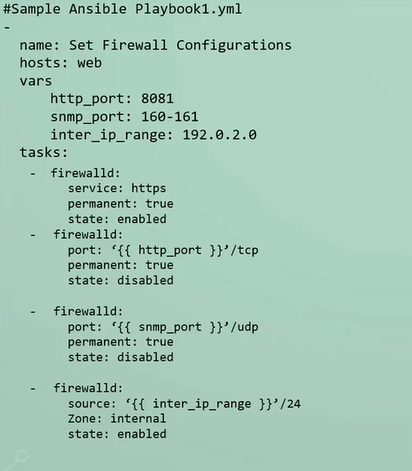 #Sample Ansible Playbook1.yml
-
name: Set Firewall Configurations
hosts: web
vars
http_port: 8081
snmp_port: 160-161
inter_ip_range: 192.0.2.0
tasks:
- firewalld:
service: https
permanent: true
state: enabled
- firewalld:
port: ‘{{ http_port }}’/tcp
permanent: true
state: disabled
- firewalld:
port: ‘{{ snmp_port }}’/udp
permanent: true
state: disabled
- firewalld:
source: ‘{{ inter_ip_range }}’/24
Zone: internal
state: enabled